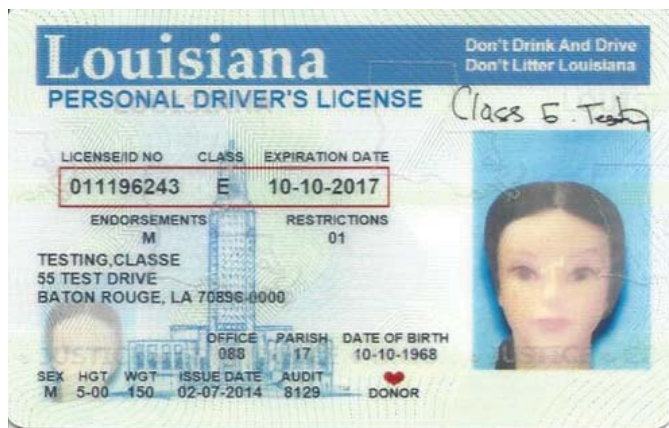 Louisiana
Don't Drink And Drive
Don't Litter Louisiana
PERSONAL DRIVER'S LICENSE
Class E. Testing
LICENSE/ID NO CLASS EXPIRATION DATE
011196243 E 10-10-2017
ENDORSEMENTS RESTRICTIONS
M 01
TESTING,CLASSE
55 TEST DRIVE
BATON ROUGE, LA 70896-0000
OFFICE PARISH DATE OF BIRTH
088 17 10-10-1968
SEX HGT WGT ISSUE DATE AUDIT
M 5-00 150 02-07-2014 8129 DONOR